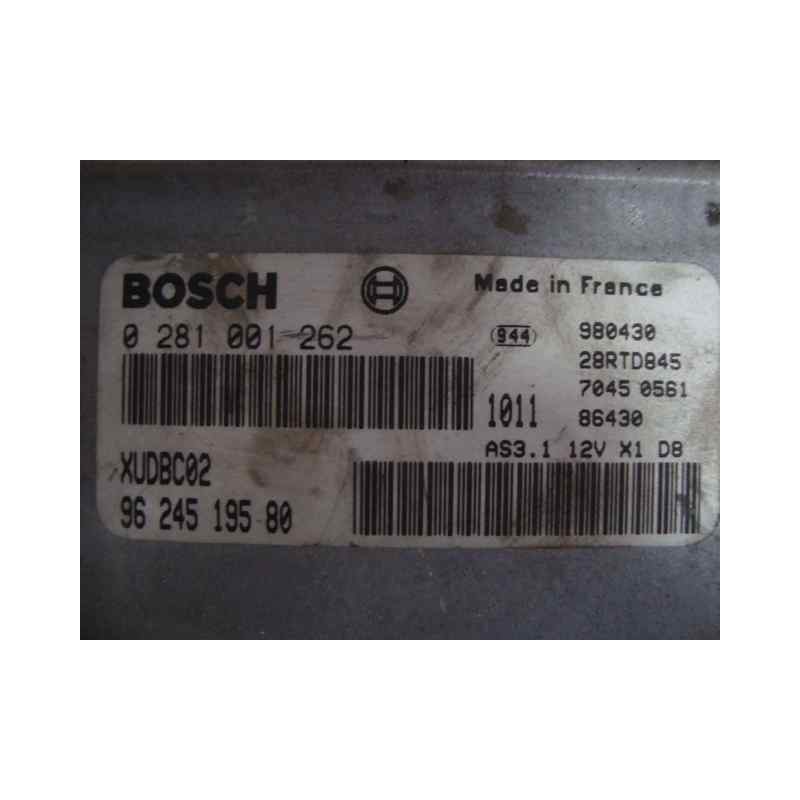 BOSCH
Made in France
0 281 001 262
944
980430
28RTD845
7045 0561
1011
86430
AS3.1 12V X1 D8
XUDBC02
96 245 195 80